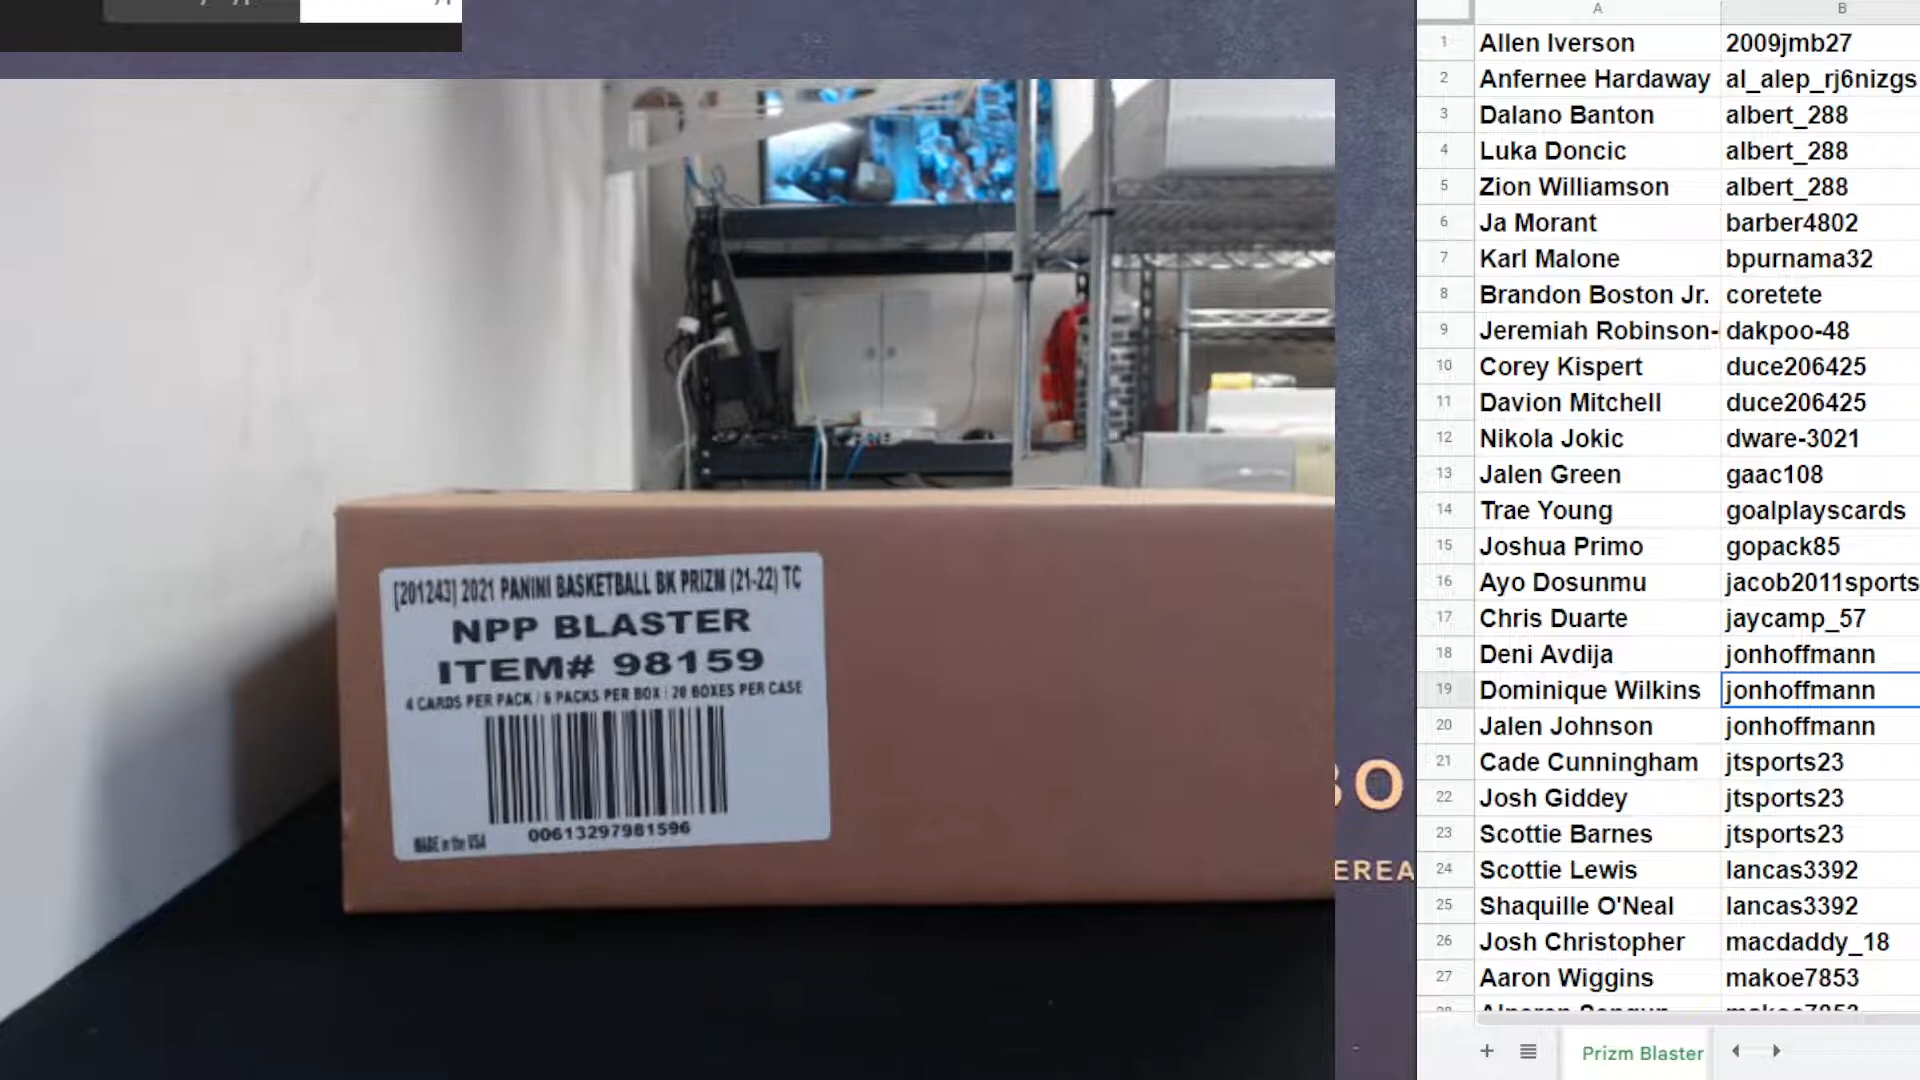 [201243] 2021 PANINI BASKETBALL BK PRIZM (21-22) TC
NPP BLASTER
ITEM# 98159
4 CARDS PER PACK / 6 PACKS PER BOX / 20 BOXES PER CASE
MADE in the USA
00613297981596
O
EREA
A B
1 Allen Iverson 2009jmb27
2 Anfernee Hardaway al_alep_rj6nizgs
3 Dalano Banton albert_288
4 Luka Doncic albert_288
5 Zion Williamson albert_288
6 Ja Morant barber4802
7 Karl Malone bpurnama32
8 Brandon Boston Jr. coretete
9 Jeremiah Robinson- dakpoo-48
10 Corey Kispert duce206425
11 Davion Mitchell duce206425
12 Nikola Jokic dware-3021
13 Jalen Green gaac108
14 Trae Young goalplayscards
15 Joshua Primo gopack85
16 Ayo Dosunmu jacob2011sports
17 Chris Duarte jaycamp_57
18 Deni Avdija jonhoffmann
19 Dominique Wilkins jonhoffmann
20 Jalen Johnson jonhoffmann
21 Cade Cunningham jtsports23
22 Josh Giddey jtsports23
23 Scottie Barnes jtsports23
24 Scottie Lewis lancas3392
25 Shaquille O'Neal lancas3392
26 Josh Christopher macdaddy_18
27 Aaron Wiggins makoe7853
Prizm Blaster